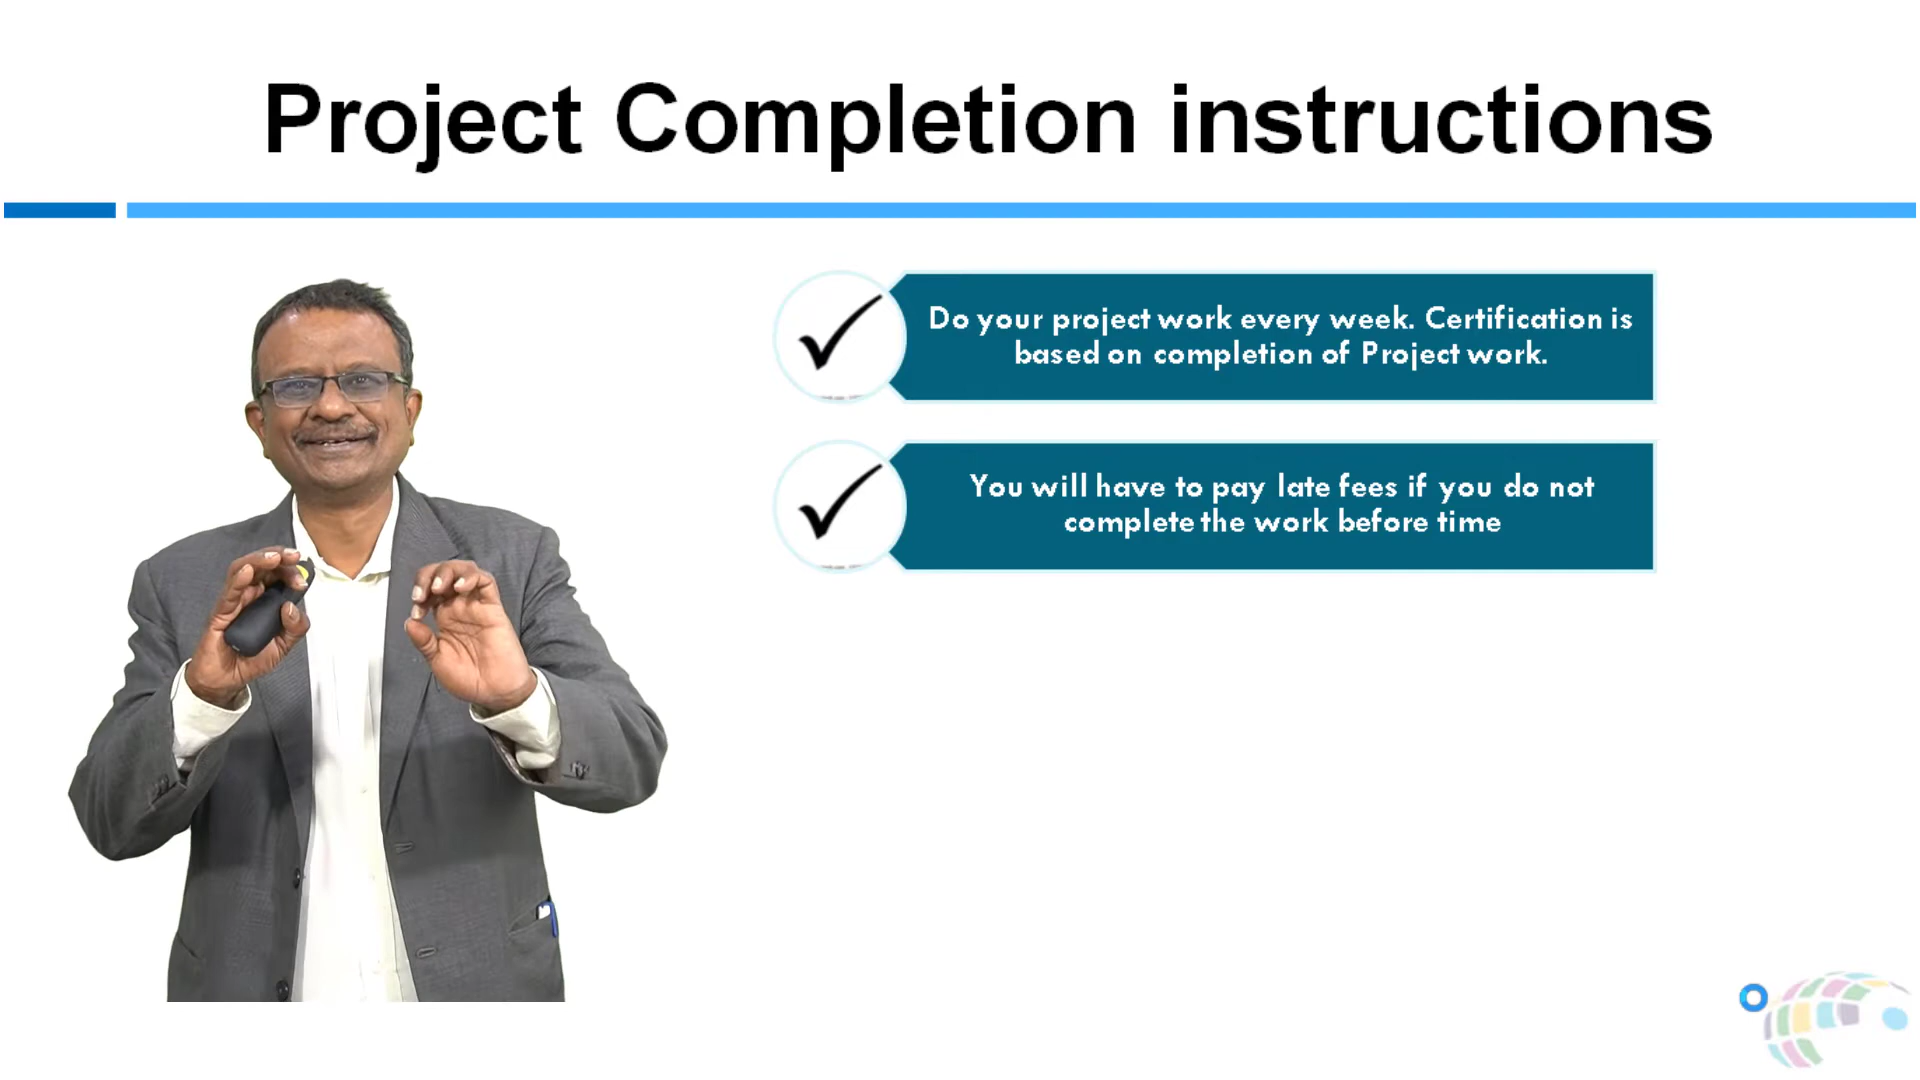 Project Completion instructions
Do your project work every week. Certification is
based on completion of Project work.
You will have to pay late fees if you do not
complete the work before time